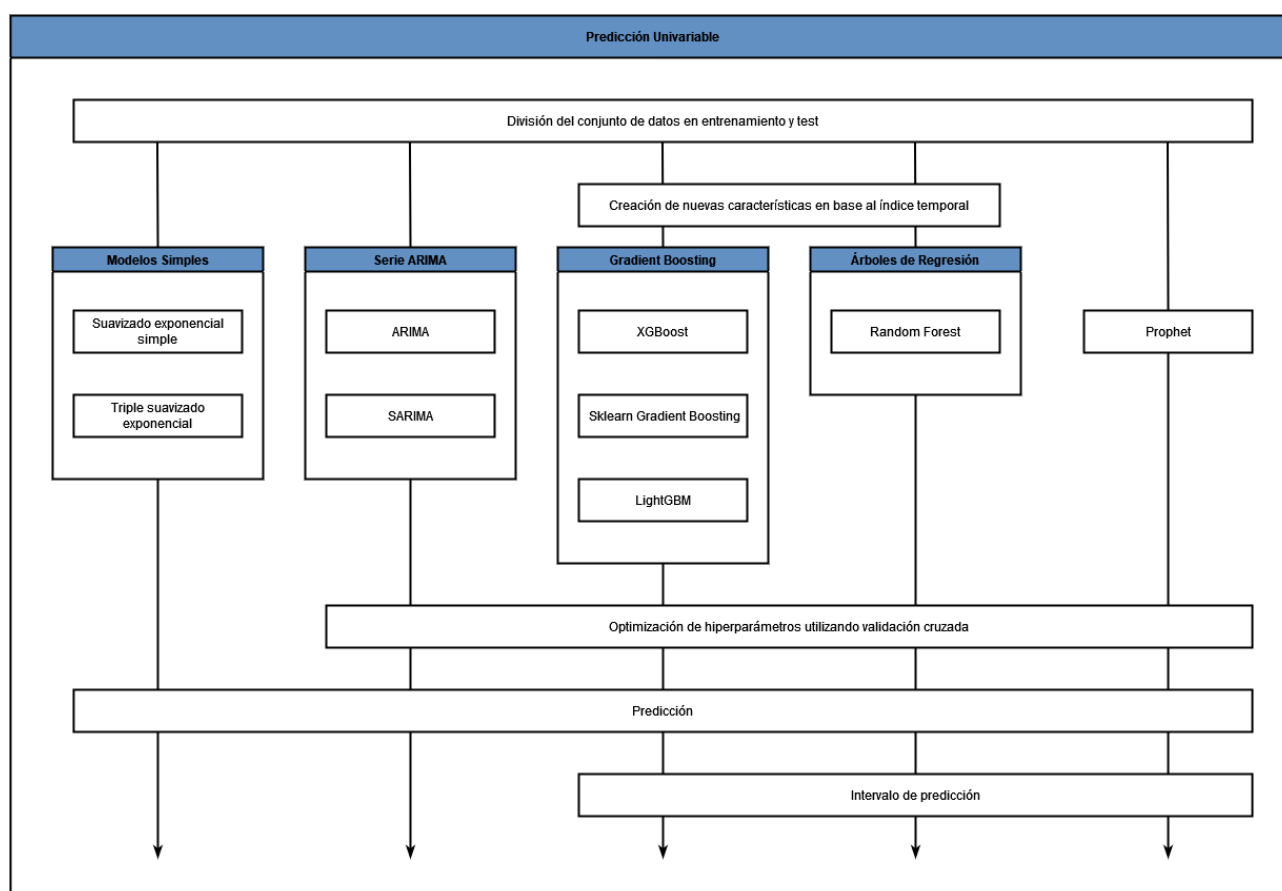 Predicción Univariable
División del conjunto de datos en entrenamiento y test
Creación de nuevas características en base al índice temporal
Modelos Simples
Serie ARIMA
Gradient Boosting
Árboles de Regresión
Suavizado exponencial
simple
ARIMA
XGBoost
Random Forest
Prophet
Triple suavizado
exponencial
SARIMA
Sklearn Gradient Boosting
LightGBM
Optimización de hiperparámetros utilizando validación cruzada
Predicción
Intervalo de predicción